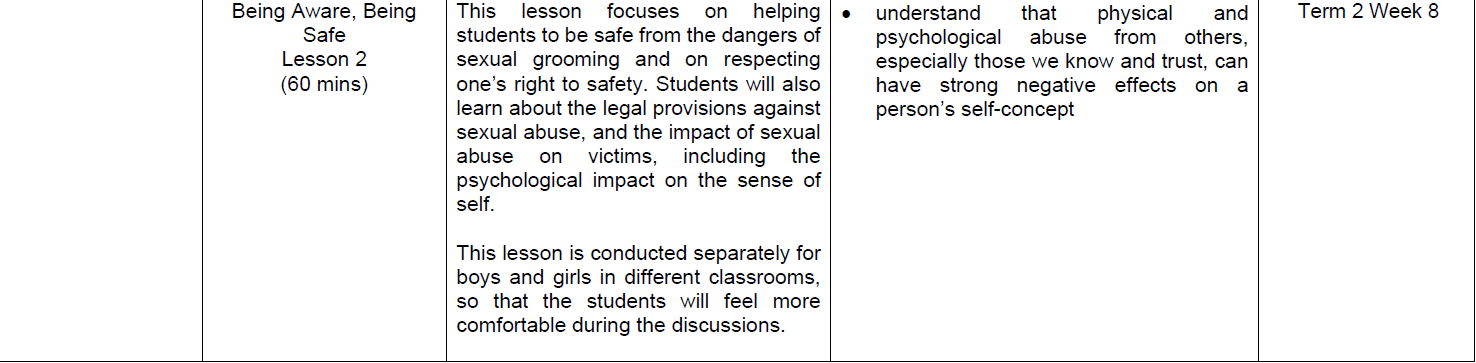 Being Aware, Being
Safe
Lesson 2
(60 mins)
This lesson focuses on helping
students to be safe from the dangers of
sexual grooming and on respecting
one’s right to safety. Students will also
learn about the legal provisions against
sexual abuse, and the impact of sexual
abuse on victims, including the
psychological impact on the sense of
self.
This lesson is conducted separately for
boys and girls in different classrooms,
so that the students will feel more
comfortable during the discussions.
• understand that physical and
psychological abuse from others,
especially those we know and trust, can
have strong negative effects on a
person’s self-concept
Term 2 Week 8